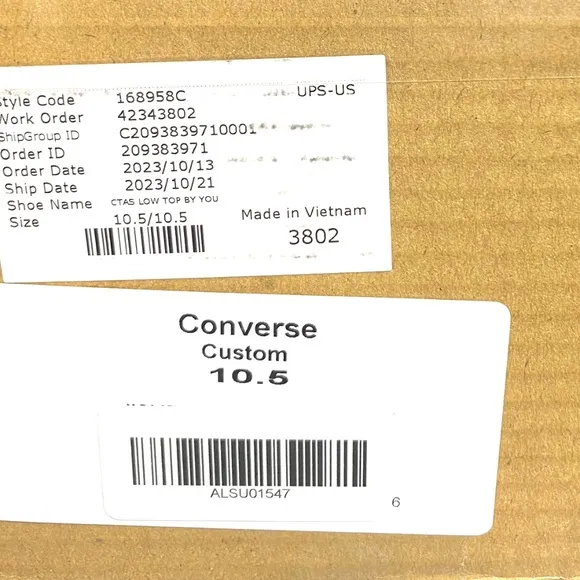 Style Code 168958C UPS-US
Work Order 42343802
ShipGroup ID C2093839710001
Order ID 209383971
Order Date 2023/10/13
Ship Date 2023/10/21
Shoe Name CTAS LOW TOP BY YOU
Size 10.5/10.5 Made in Vietnam
3802
Converse
Custom
10.5
ALSU01547
6